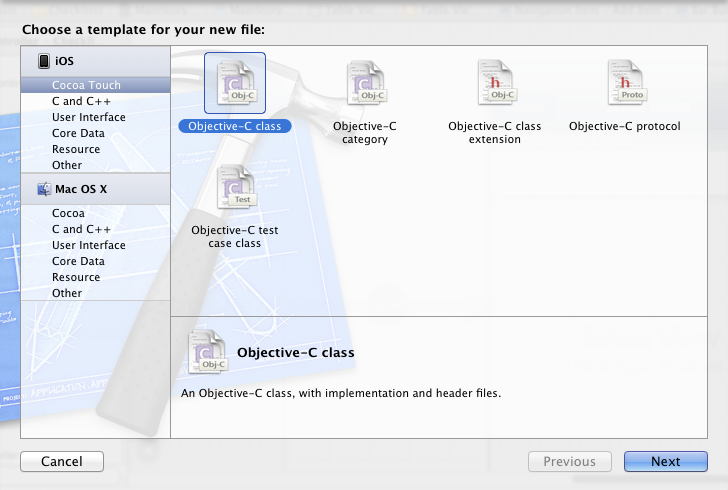 Choose a template for your new file:
iOS
Cocoa Touch
C and C++
User Interface
Core Data
Resource
Other
Mac OS X
Cocoa
C and C++
User Interface
Core Data
Resource
Other
C
Obj-C
Objective-C class
C
Obj-C
Objective-C
category
h
Obj-C
Objective-C class
extension
h
Proto
Objective-C protocol
C
Test
Objective-C test
case class
C
Obj-C
Objective-C class
An Objective-C class, with implementation and header files.
Cancel
Previous
Next